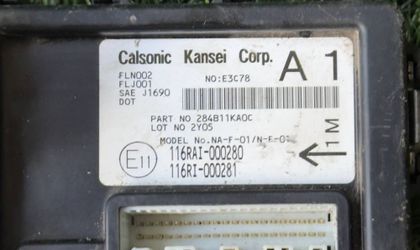 Calsonic Kansei Corp. A 1
FLN002 NO:E3C78
FLJ001
SAE J1690
DOT
PART NO 284B11KA0C
LOT NO 2Y05
MODEL No.NA-F-01/N-F-01
E11 116RAI-000280
116RI-000281
1M